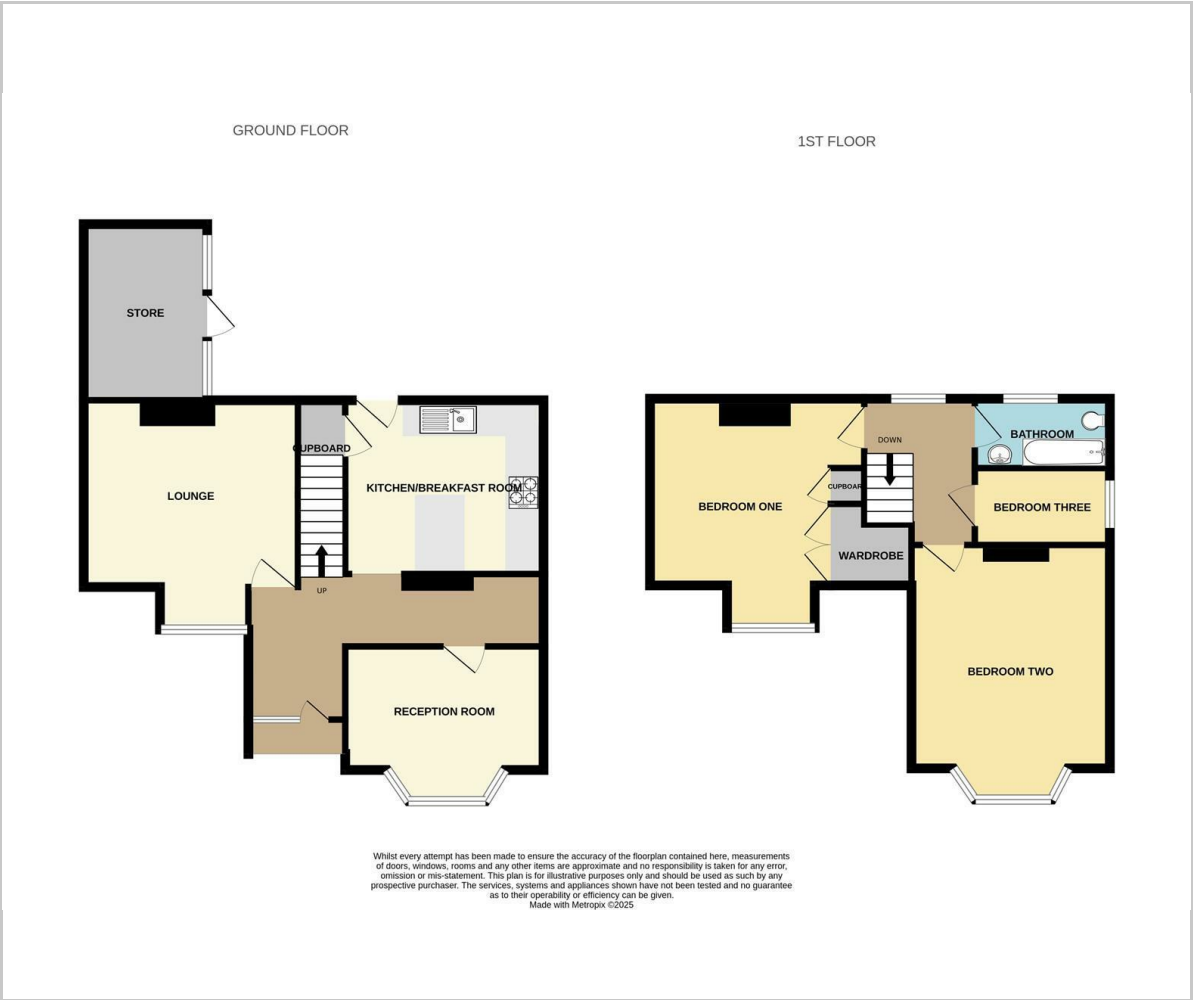 GROUND FLOOR
1ST FLOOR
STORE
CUPBOARD
LOUNGE
KITCHEN/BREAKFAST ROOM
UP
RECEPTION ROOM
DOWN
BATHROOM
CUPBOAR
BEDROOM ONE
BEDROOM THREE
WARDROBE
BEDROOM TWO
Whilst every attempt has been made to ensure the accuracy of the floorplan contained here, measurements
of doors, windows, rooms and any other items are approximate and no responsibility is taken for any error,
omission or mis-statement. This plan is for illustrative purposes only and should be used as such by any
prospective purchaser. The services, systems and appliances shown have not been tested and no guarantee
as to their operability or efficiency can be given.
Made with Metropix ©2025